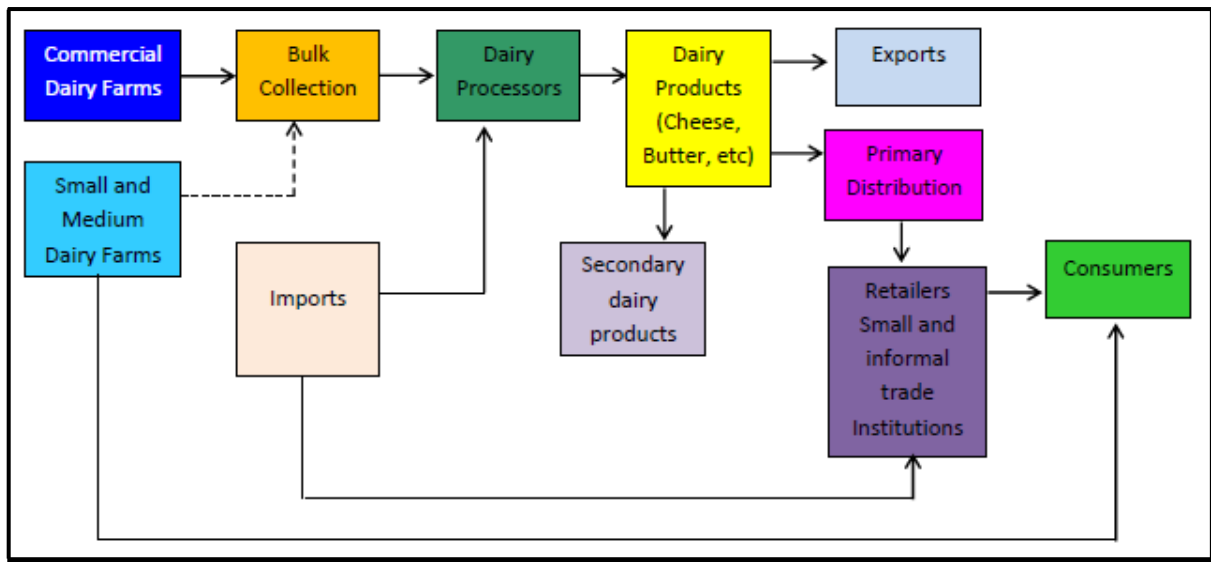 Commercial
Dairy Farms
Bulk
Collection
Dairy
Processors
Dairy
Products
(Cheese,
Butter, etc)
Exports
Small and
Medium
Dairy Farms
Primary
Distribution
Imports
Secondary
dairy
products
Retailers
Small and
informal
trade
Institutions
Consumers